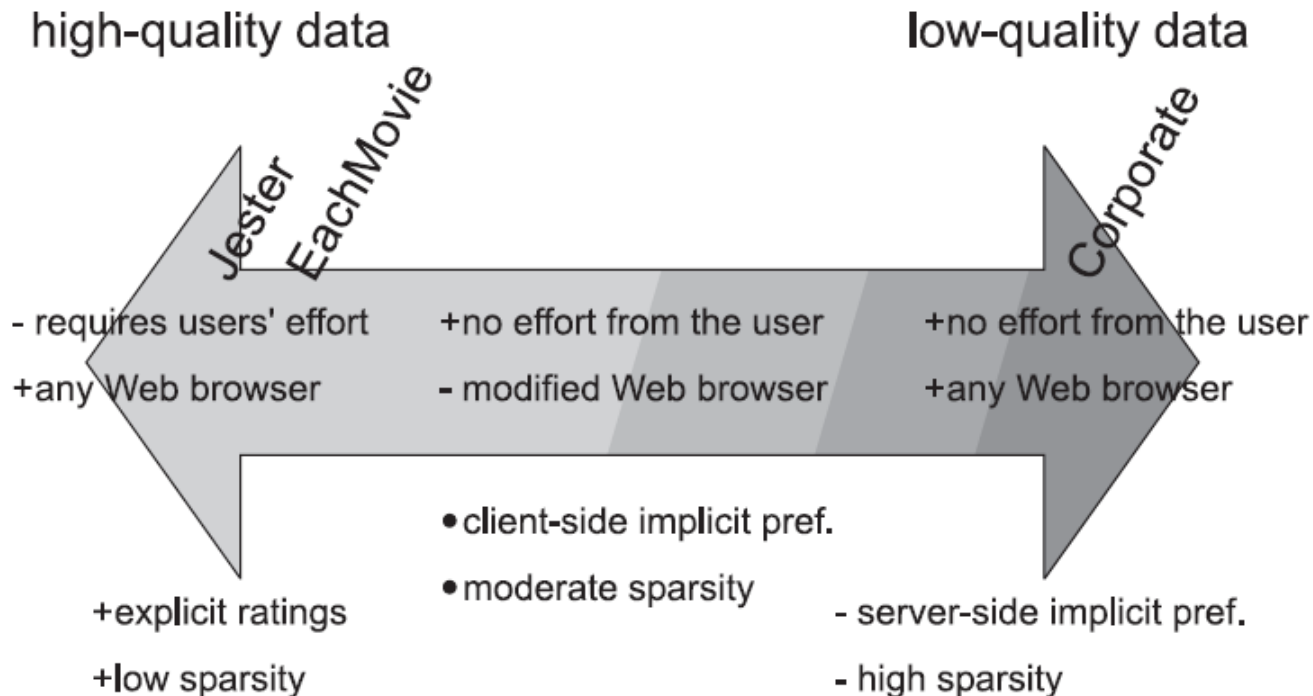 high-quality data
low-quality data
Jester
EachMovie
Corporate
- requires users' effort
+any Web browser
+no effort from the user
- modified Web browser
+no effort from the user
+any Web browser
•client-side implicit pref.
•moderate sparsity
+explicit ratings
+low sparsity
- server-side implicit pref.
- high sparsity